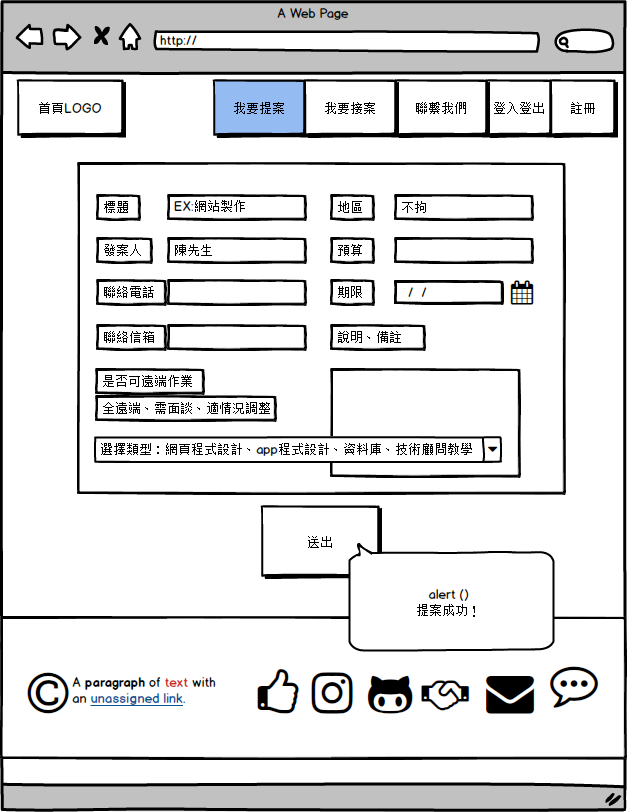 A Web Page
http://
首頁LOGO
我要提案
我要接案
聯繫我們
登入登出
註冊
標題
EX:網站製作
地區
不拘
發案人
陳先生
預算
聯絡電話
期限
/ /
聯絡信箱
說明、備註
是否可遠端作業
全遠端、需面談、適情況調整
選擇類型：網頁程式設計、app程式設計、資料庫、技術顧問教學
送出
alert ()
提案成功！
A paragraph of text with
an unassigned link.